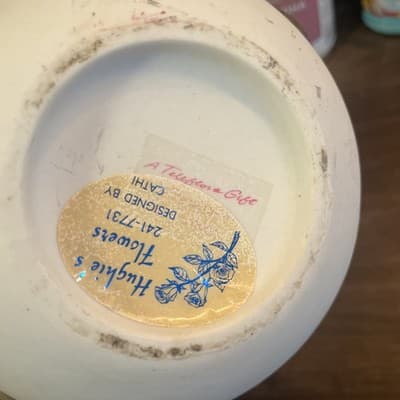 A Teleflora Gift
Hughie's
Flowers
241-7731
DESIGNED BY
CATHI